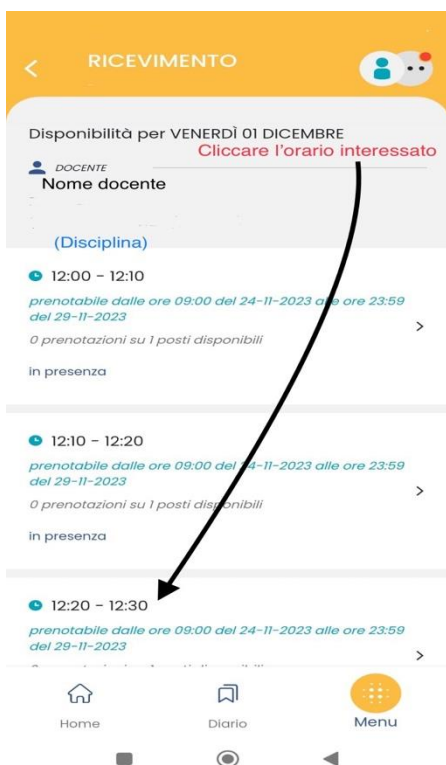 RICEVIMENTO
Disponibilità per VENERDÌ 01 DICEMBRE
Cliccare l'orario interessato
DOCENTE
Nome docente
(Disciplina)
12:00 - 12:10
prenotabile dalle ore 09:00 del 24-11-2023 alle ore 23:59
del 29-11-2023
0 prenotazioni su 1 posti disponibili
in presenza
12:10 - 12:20
prenotabile dalle ore 09:00 del 24-11-2023 alle ore 23:59
del 29-11-2023
0 prenotazioni su 1 posti disponibili
in presenza
12:20 - 12:30
prenotabile dalle ore 09:00 del 24-11-2023 alle ore 23:59
del 29-11-2023
Home
Diario
Menu